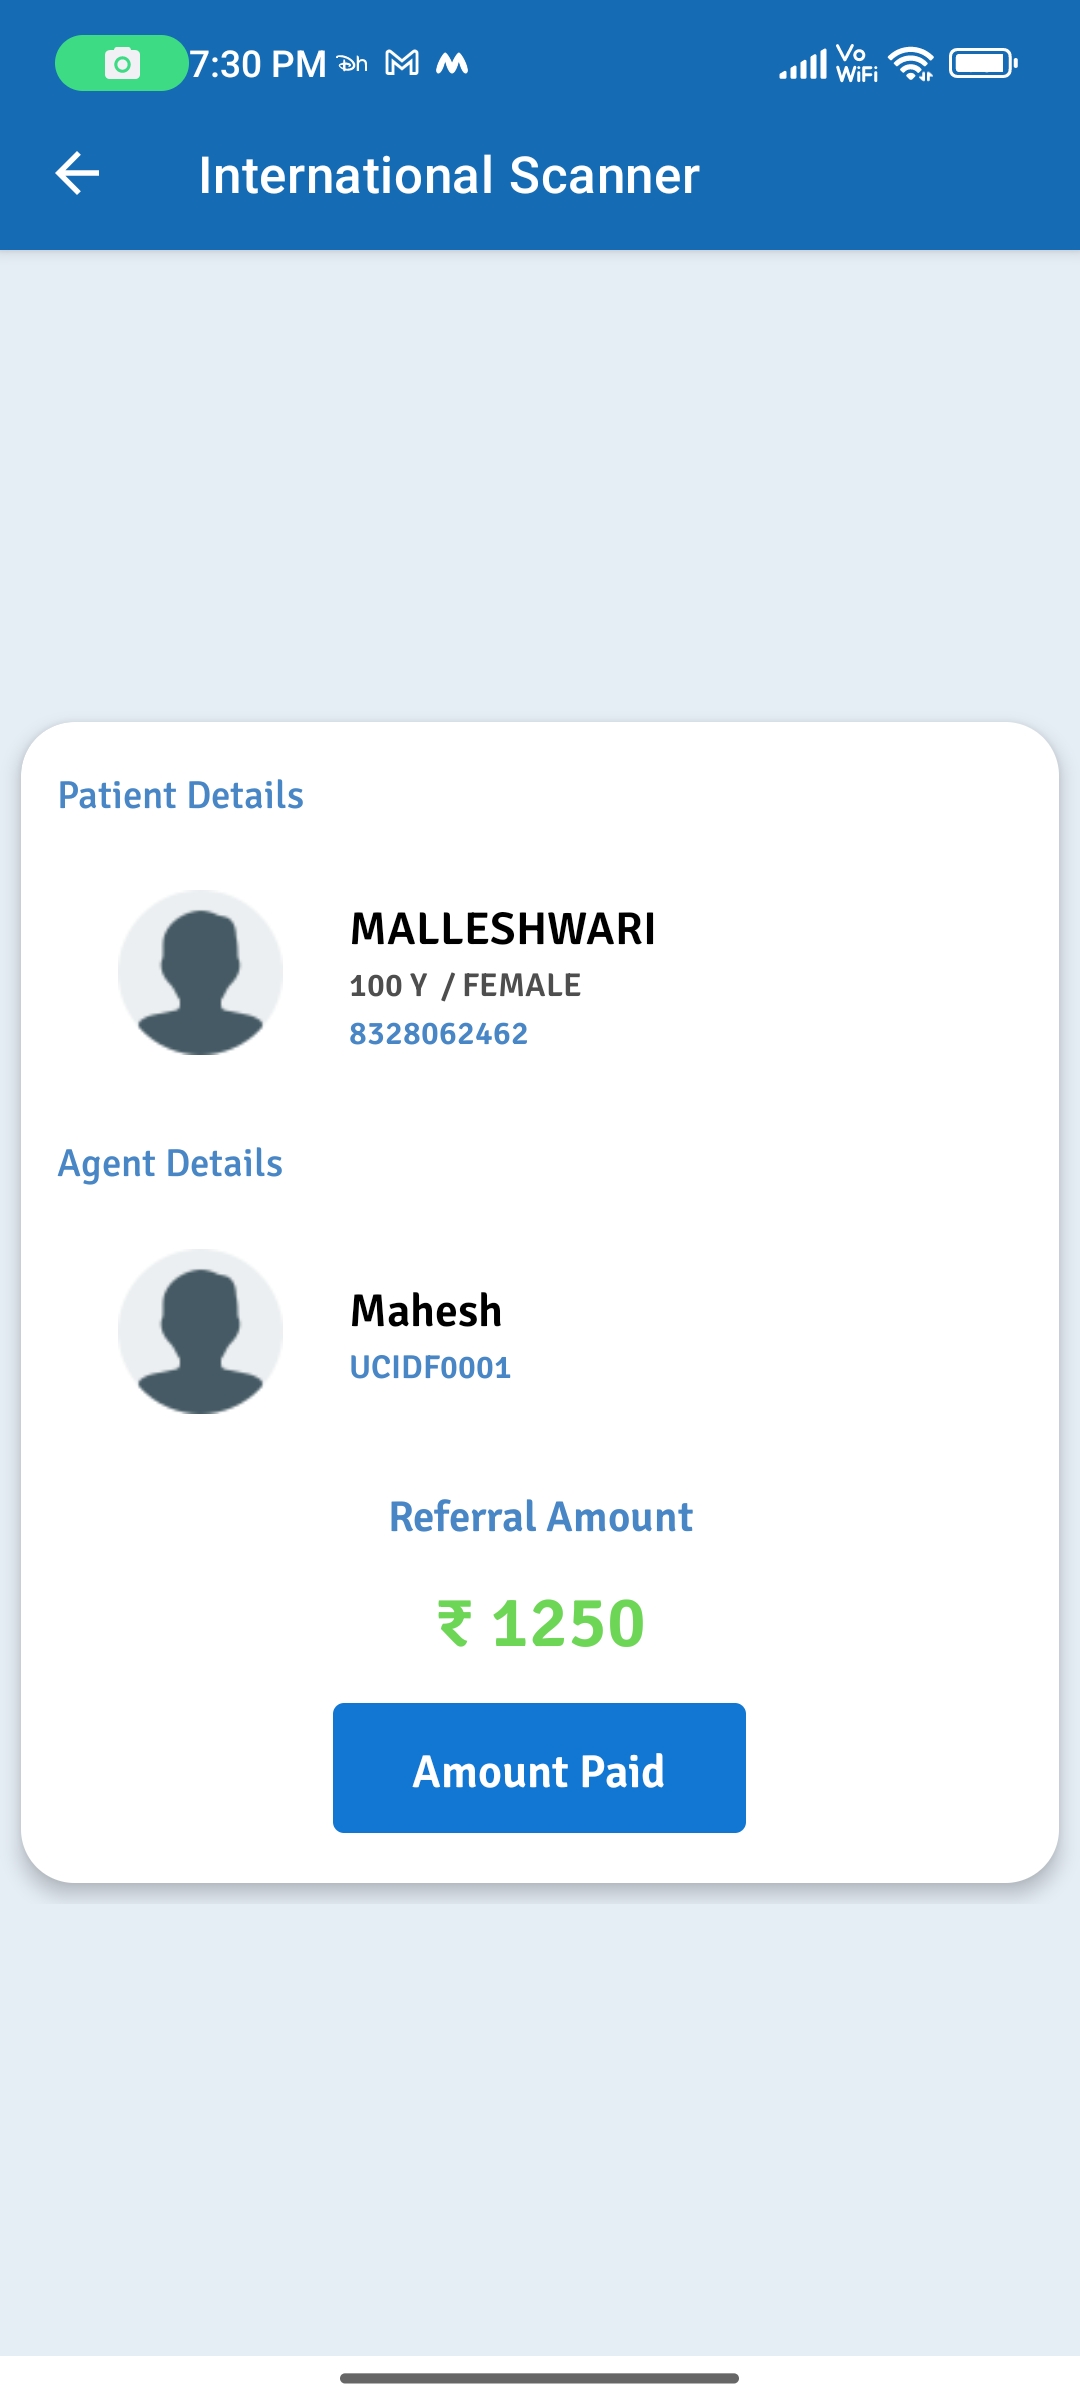 7:30 PM
Vo
WiFi
International Scanner
Patient Details
MALLESHWARI
100 Y / FEMALE
8328062462
Agent Details
Mahesh
UCIDF0001
Referral Amount
₹ 1250
Amount Paid